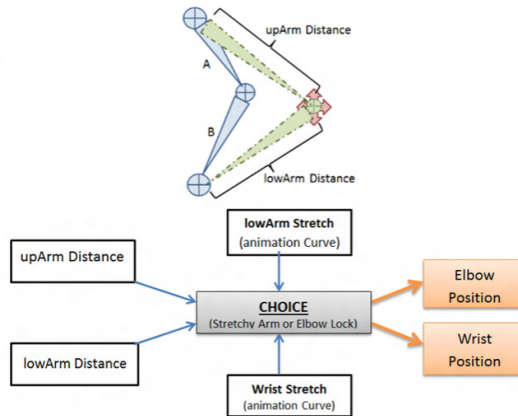 upArm Distance
A
B
lowArm Distance
lowArm Stretch
(animation Curve)
upArm Distance
Elbow
Position
CHOICE
(Stretchy Arm or Elbow Lock)
lowArm Distance
Wrist
Position
Wrist Stretch
(animation Curve)